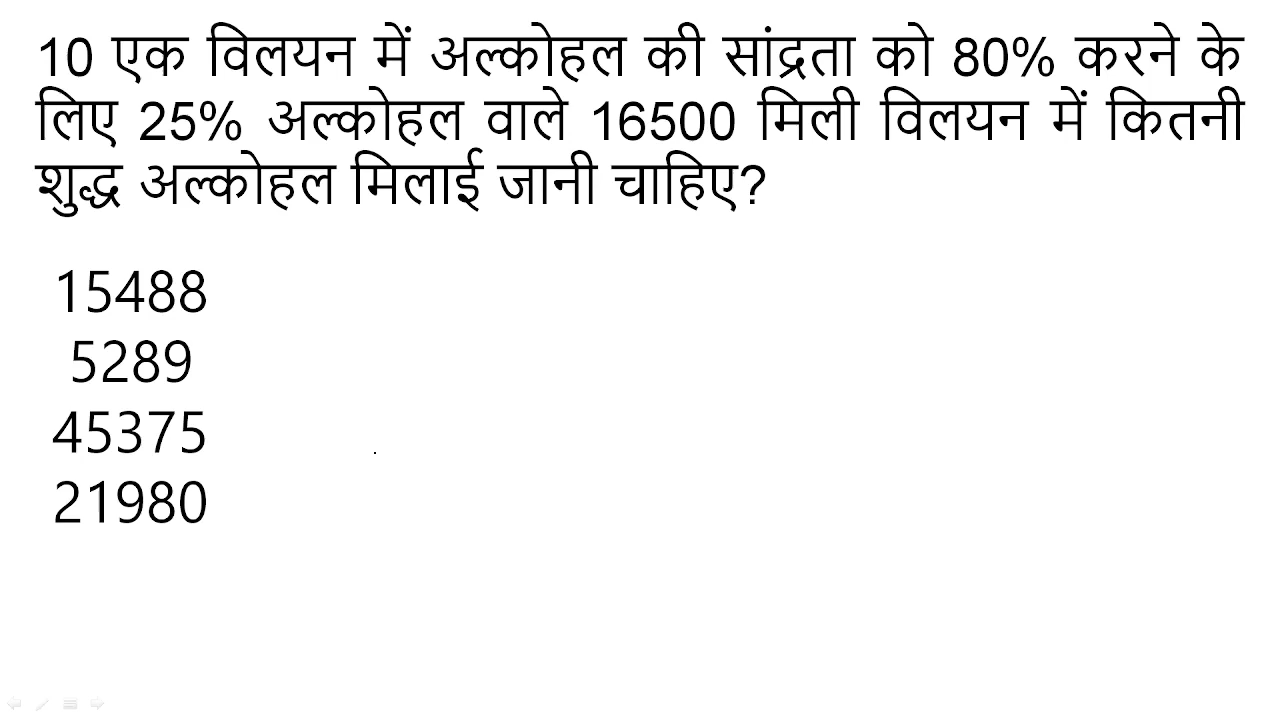 10 एक विलयन में अल्कोहल की सांद्रता को 80% करने के
लिए 25% अल्कोहल वाले 16500 मिली विलयन में कितनी
शुद्ध अल्कोहल मिलाई जानी चाहिए?
15488
5289
45375
21980